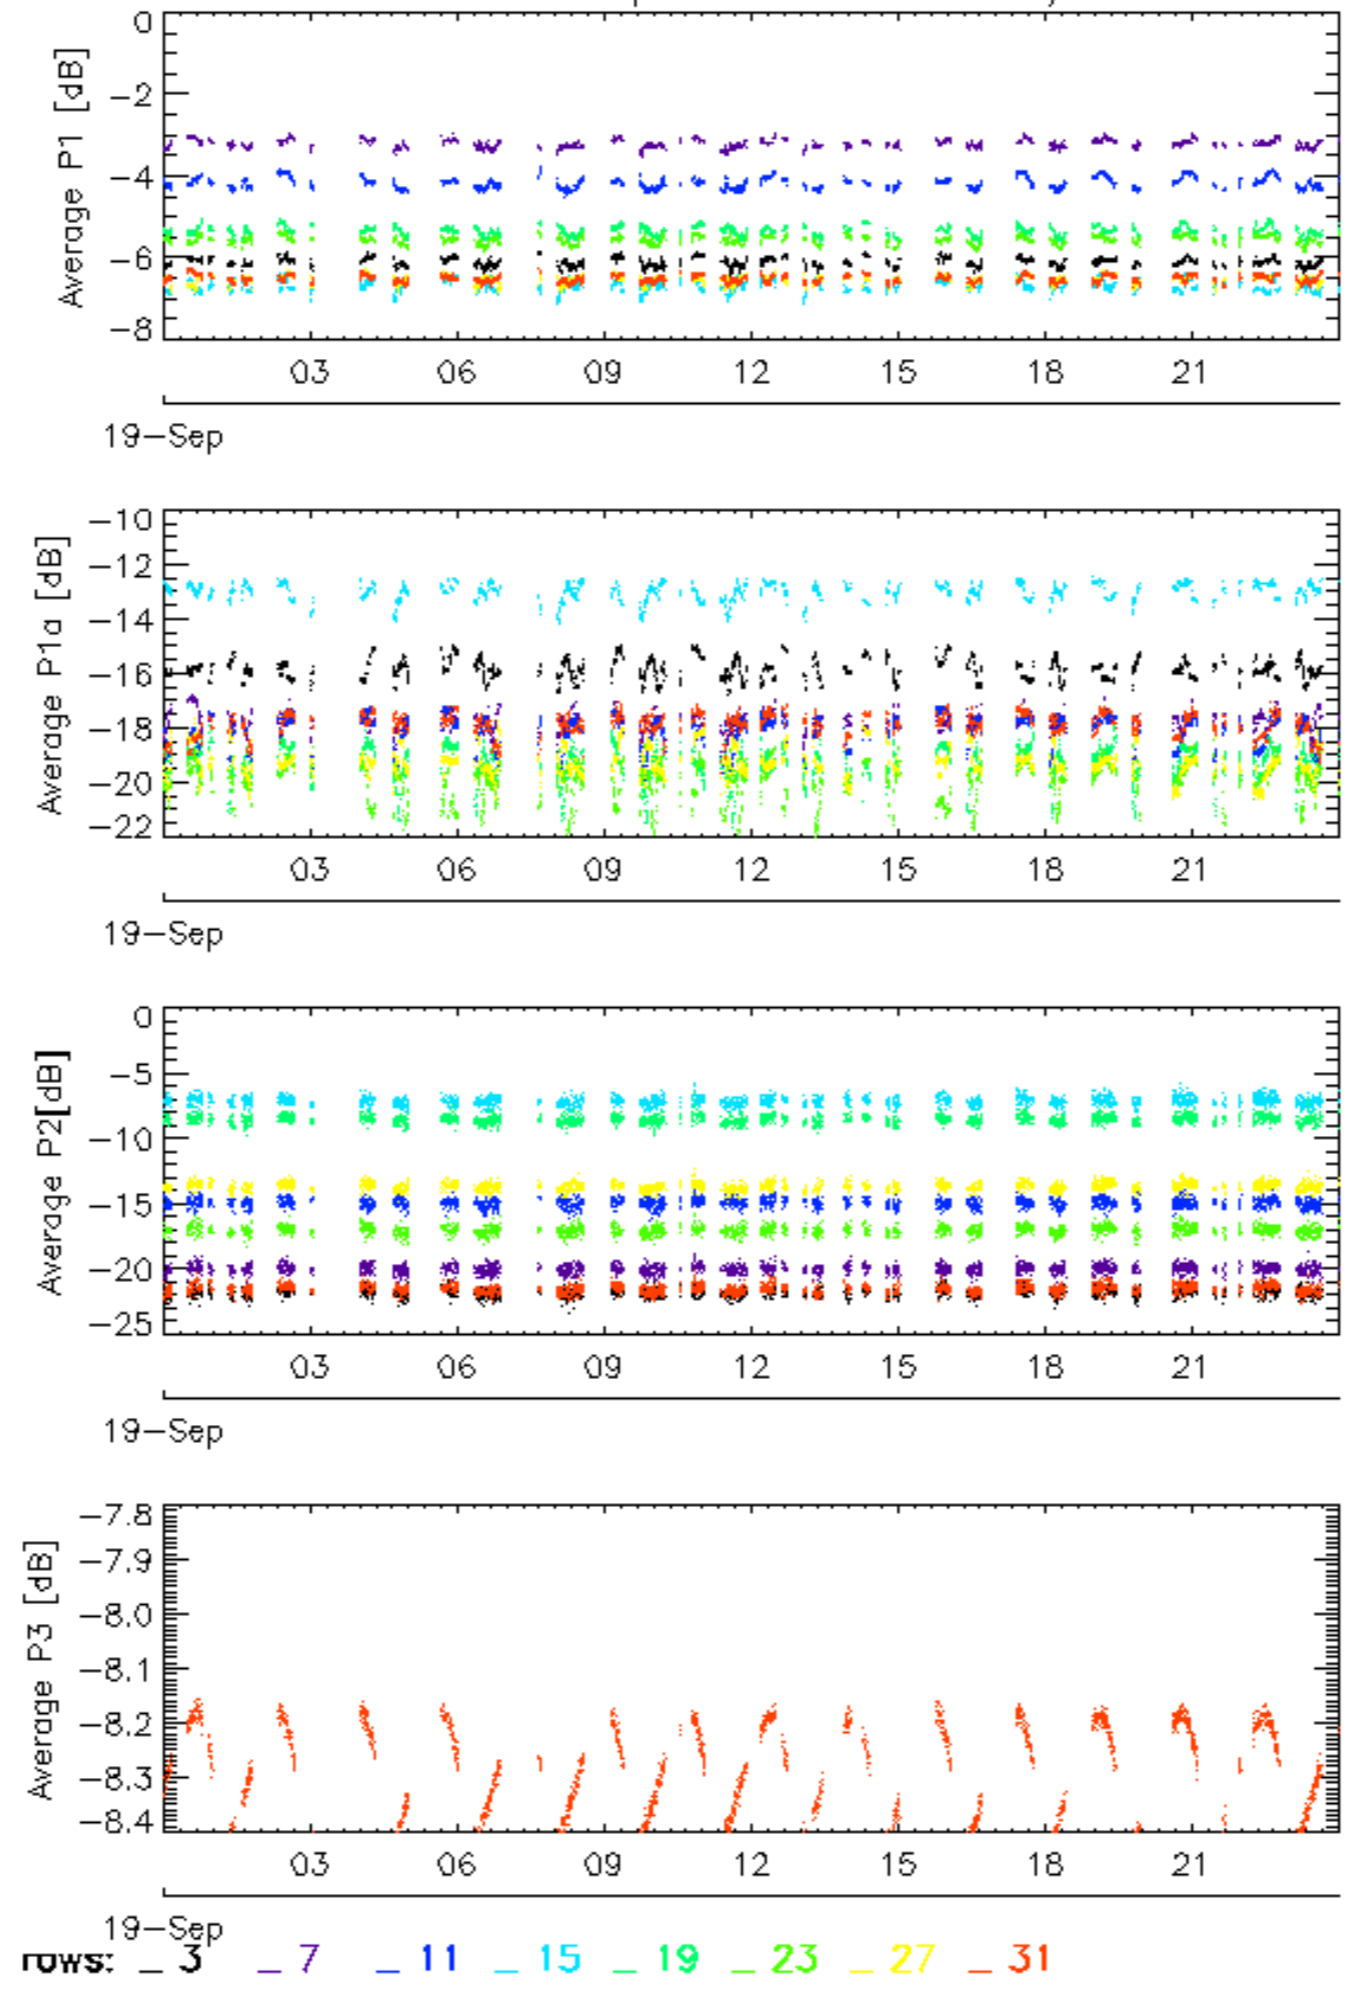 Average P1 [dB]
0
−2
−4
−6
−8
03 06 09 12 15 18 21
19−Sep
Average P1a [dB]
−10
−12
−14
−16
−18
−20
−22
03 06 09 12 15 18 21
19−Sep
Average P2[dB]
0
−5
−10
−15
−20
−25
03 06 09 12 15 18 21
19−Sep
Average P3 [dB]
−7.8
−7.9
−8.0
−8.1
−8.2
−8.3
−8.4
03 06 09 12 15 18 21
19−Sep
rows: _ 3 _ 7 _ 11 _ 15 _ 19 _ 23 _ 27 _ 31